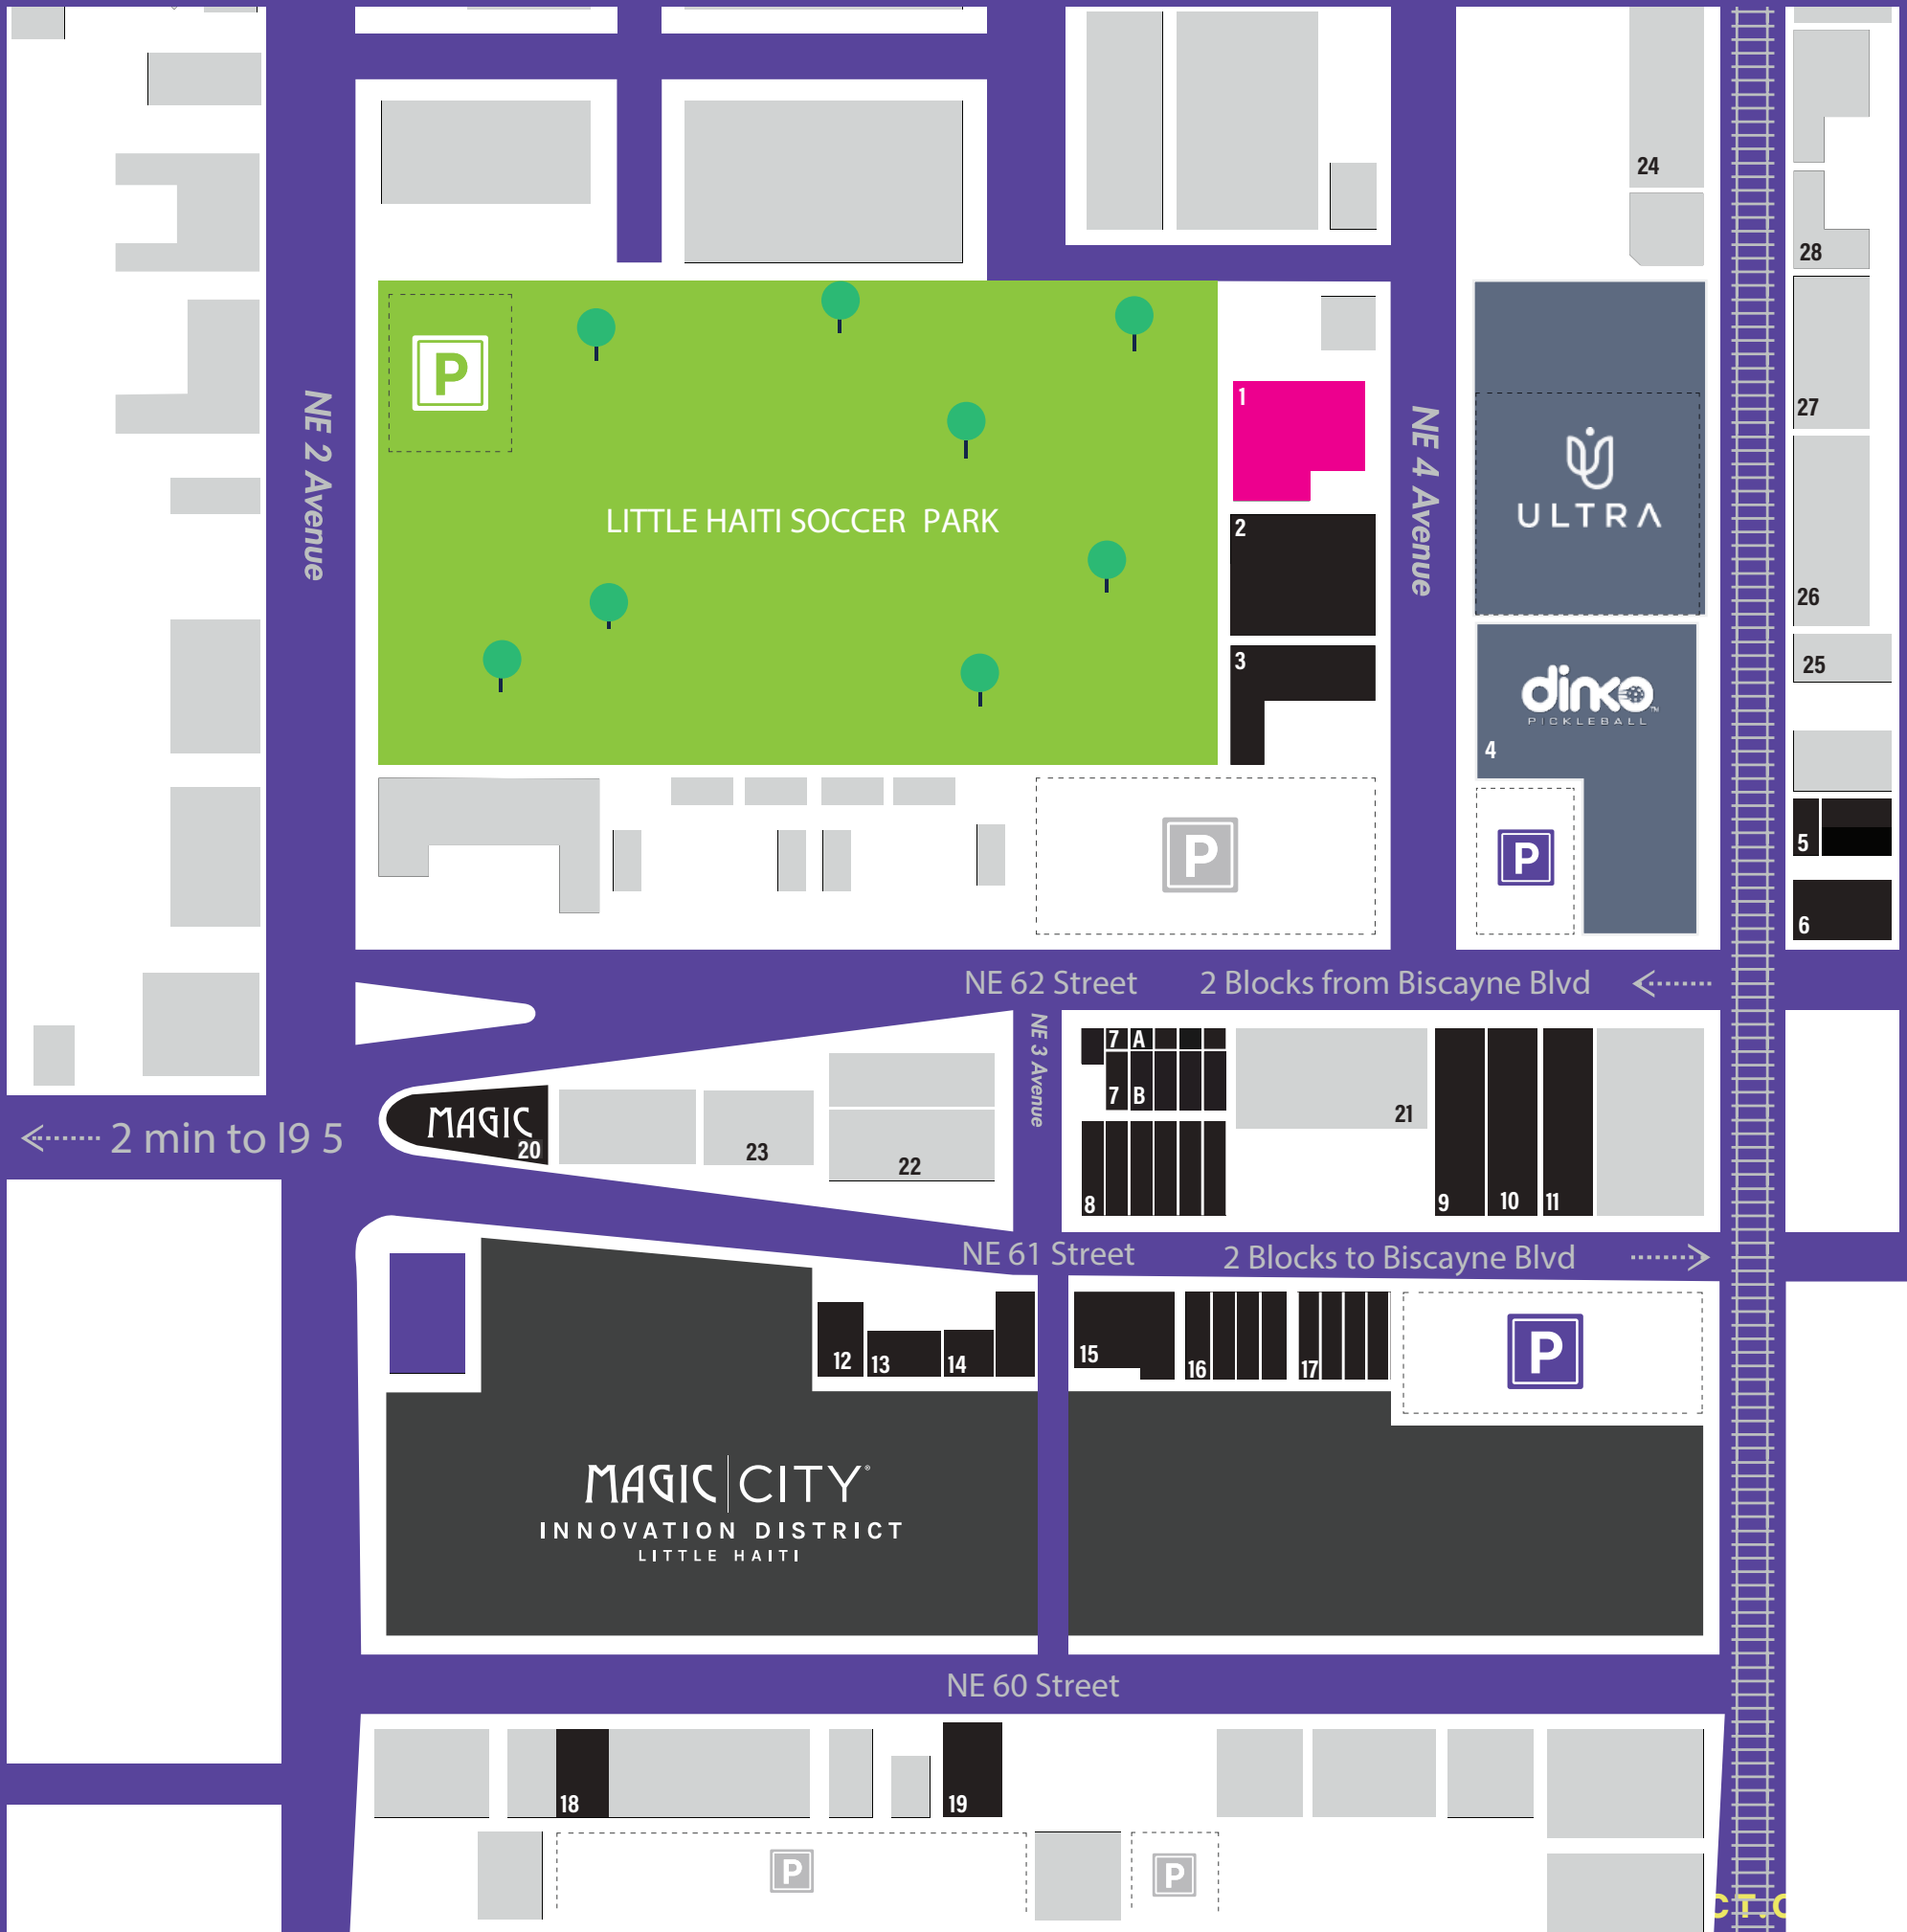 24
28
P
NE 2 Avenue
1
NE 4 Avenue
27
ULTRA
LITTLE HAITI SOCCER PARK
2
26
3
25
dinko
TM
PICKLEBALL
4
P
P
5
6
NE 62 Street
2 Blocks from Biscayne Blvd
NE 3 Avenue
7 A
7 B
21
2 min to I9 5
MAGIC
20
23
22
8
9
10
11
NE 61 Street
2 Blocks to Biscayne Blvd
12
13
14
15
16
17
P
MAGIC CITY®
INNOVATION DISTRICT
LITTLE HAITI
NE 60 Street
18
19
P
P
CT.C